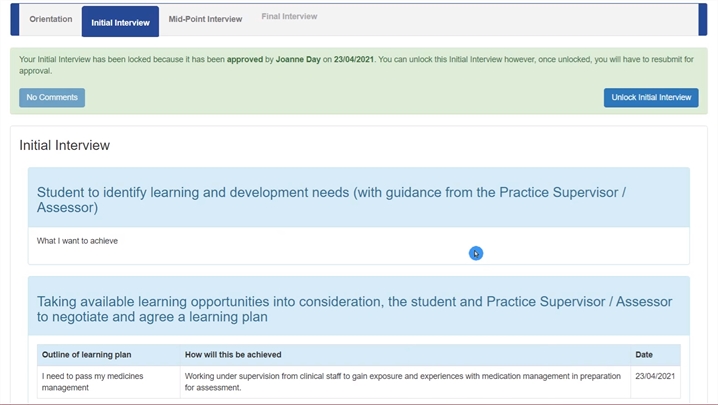 Orientation
Initial Interview
Mid-Point Interview
Final Interview
Your Initial Interview has been locked because it has been approved by Joanne Day on 23/04/2021. You can unlock this Initial Interview however, once unlocked, you will have to resubmit for
approval.
No Comments
Unlock Initial Interview
Initial Interview
Student to identify learning and development needs (with guidance from the Practice Supervisor /
Assessor)
What I want to achieve
Taking available learning opportunities into consideration, the student and Practice Supervisor / Assessor
to negotiate and agree a learning plan
Outline of learning plan
How will this be achieved
Date
I need to pass my medicines
management
Working under supervision from clinical staff to gain exposure and experiences with medication management in preparation
for assessment.
23/04/2021